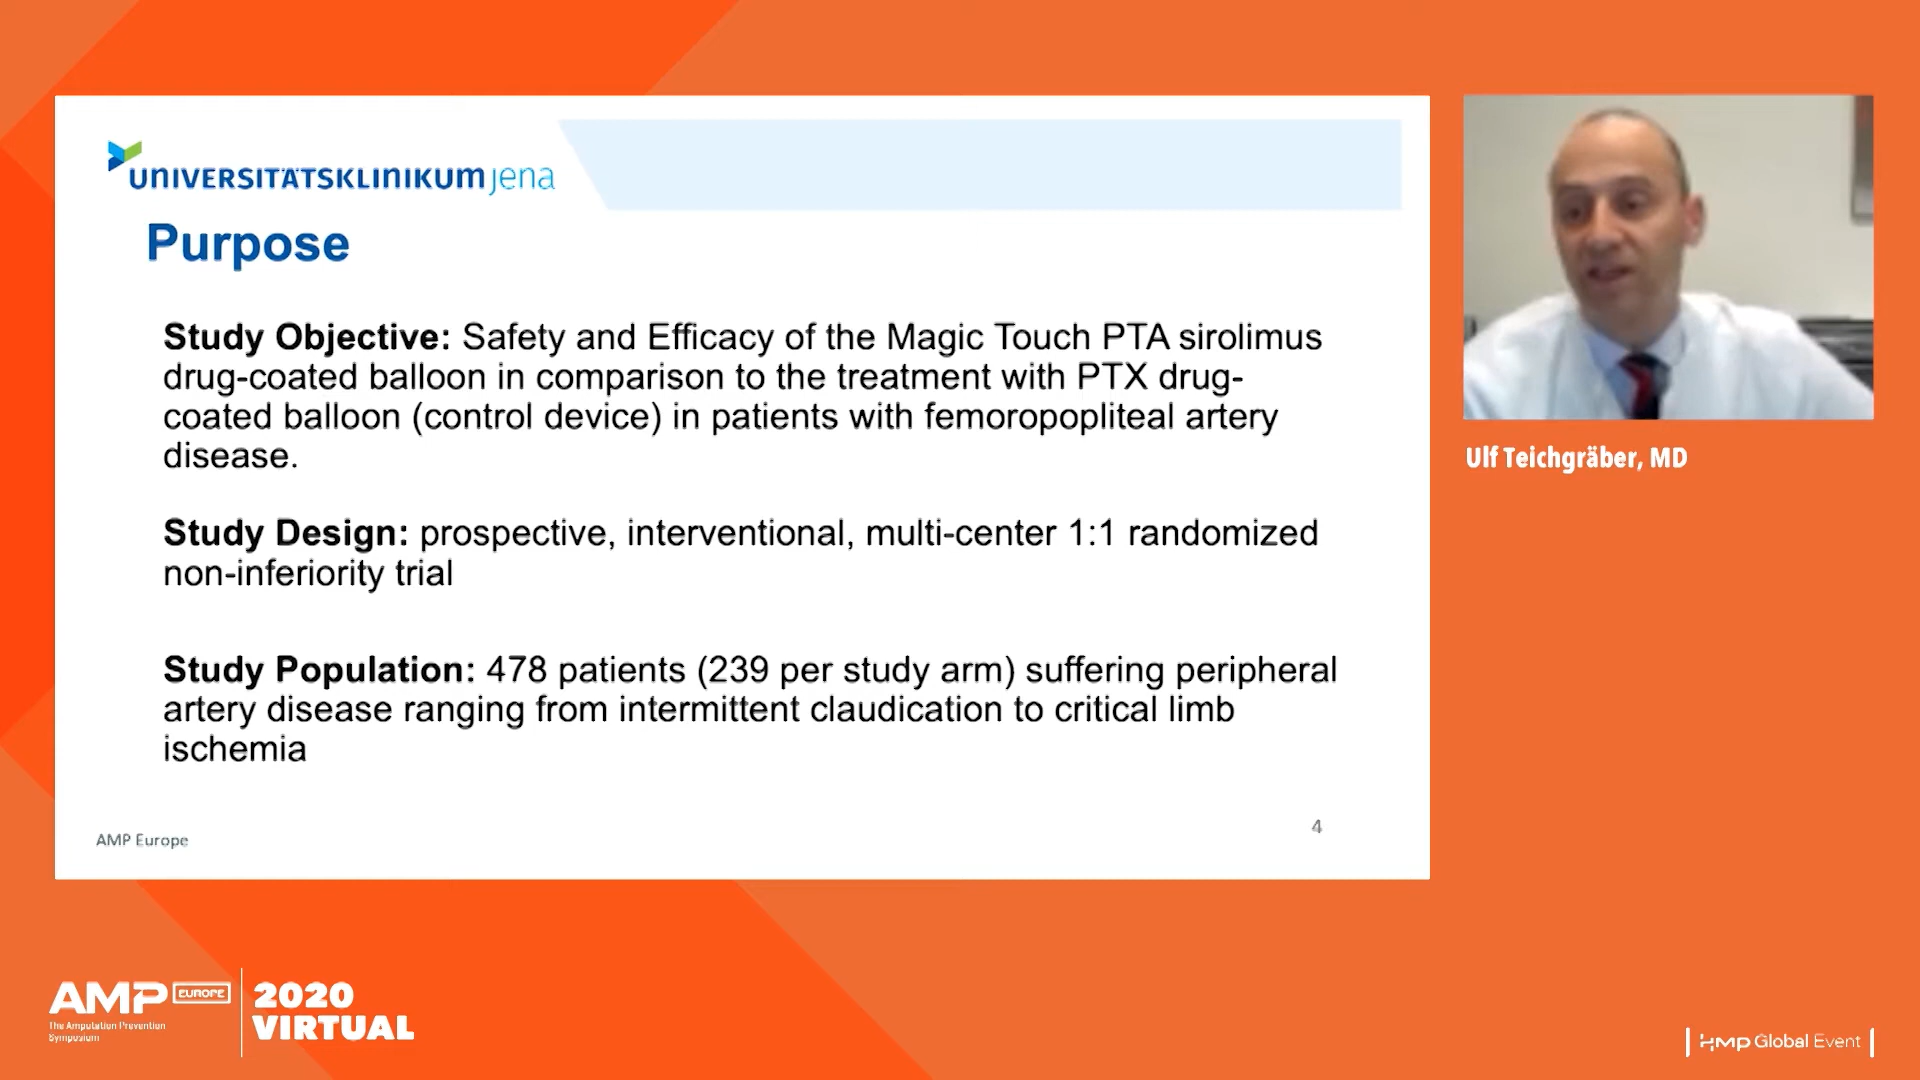 UNIVERSITÄTSKLINIKUM jena
Purpose
Study Objective: Safety and Efficacy of the Magic Touch PTA sirolimus
drug-coated balloon in comparison to the treatment with PTX drug-
coated balloon (control device) in patients with femoropopliteal artery
disease.
Study Design: prospective, interventional, multi-center 1:1 randomized
non-inferiority trial
Study Population: 478 patients (239 per study arm) suffering peripheral
artery disease ranging from intermittent claudication to critical limb
ischemia
AMP Europe
4
Ulf Teichgräber, MD
AMP EUROPE
The Amputation Prevention
Symposium
2020
VIRTUAL
HMP Global Event